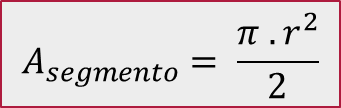 A_segmento = (π . r²) / 2